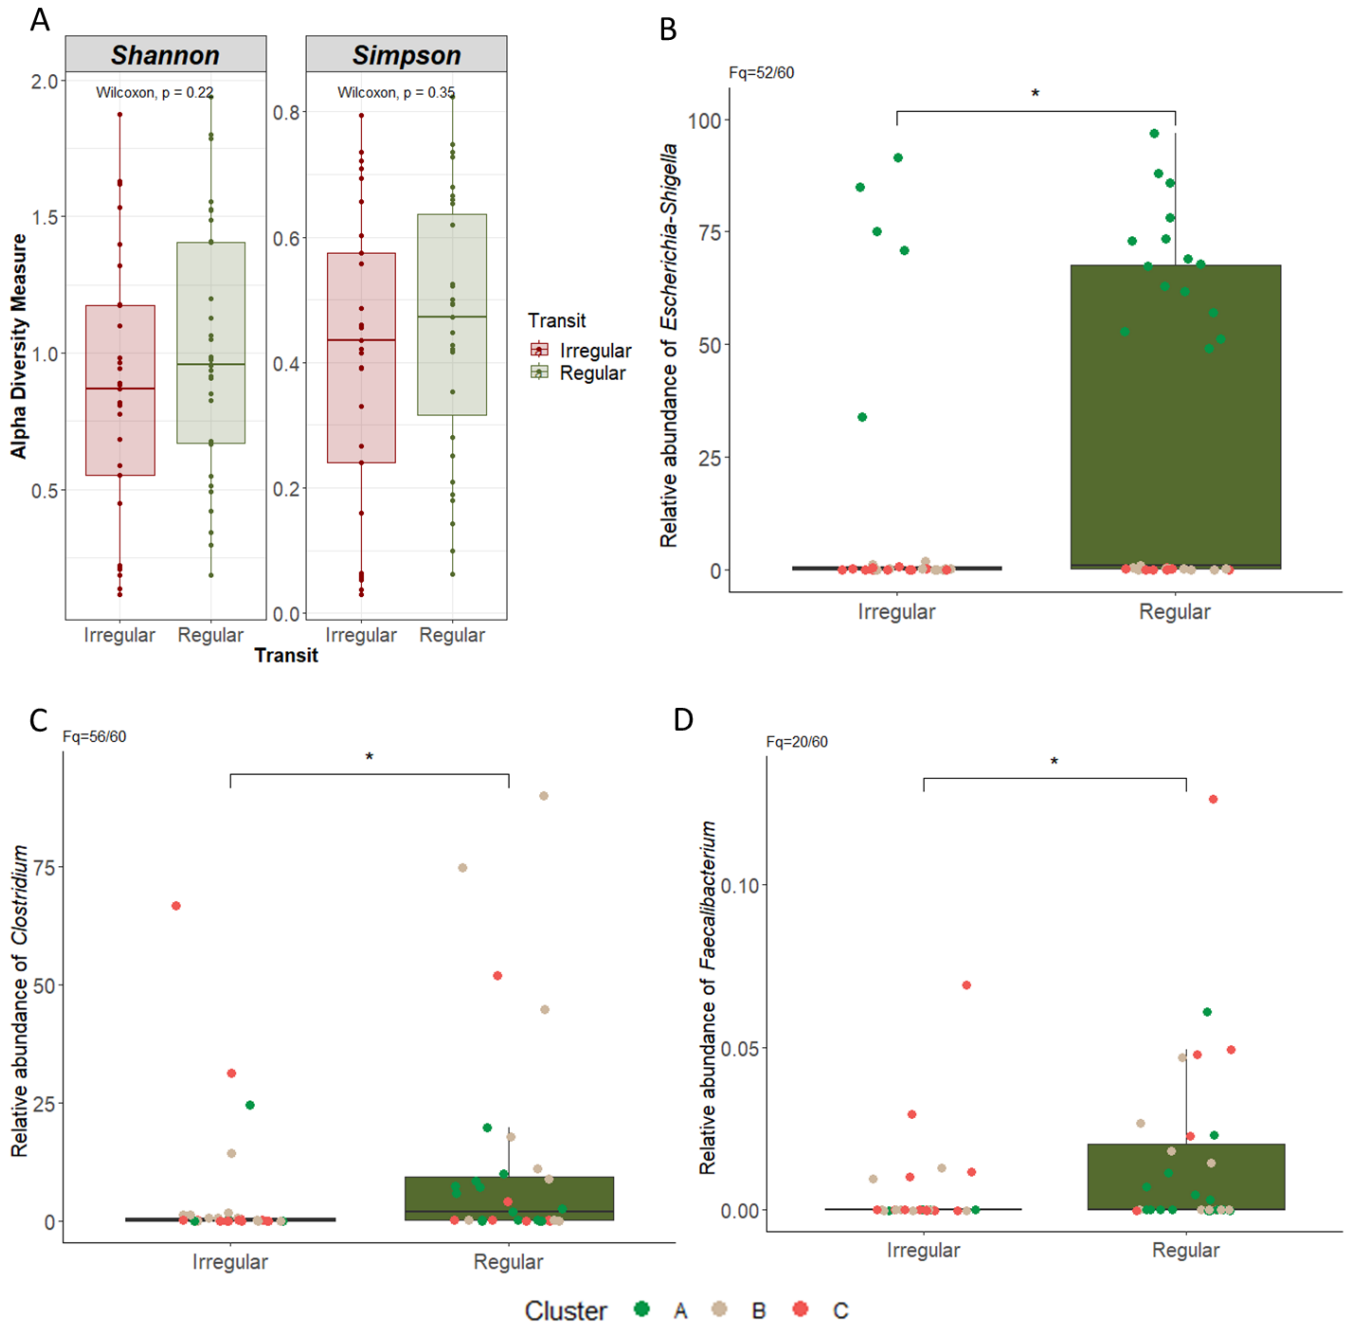 A
Shannon
Simpson
Wilcoxon, p = 0.22
Wilcoxon, p = 0.35
2.0
1.5
1.0
0.5
0.8
0.6
0.4
0.2
0.0
Alpha Diversity Measure
Irregular
Regular
Irregular
Regular
Transit
Transit
Irregular
Regular
B
Fq=52/60
*
100
75
50
25
0
Relative abundance of Escherichia-Shigella
Irregular
Regular
C
Fq=56/60
*
75
50
25
0
Relative abundance of Clostridium
Irregular
Regular
D
Fq=20/60
*
0.10
0.05
0.00
Relative abundance of Faecalibacterium
Irregular
Regular
Cluster A B C